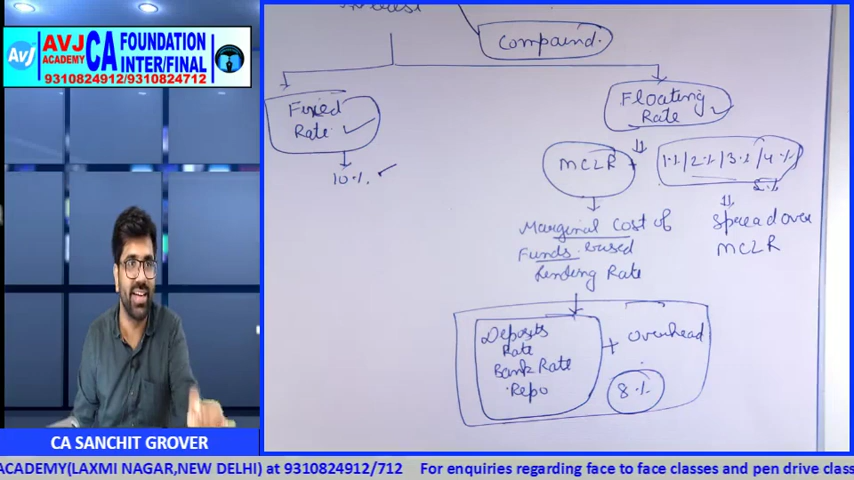 AVJ
ACADEMY
CA
FOUNDATION
INTER/FINAL
9310824912/9310824712
AVJ
Interest
Compound.
Fixed
Rate
10%.
Floating
Rate
MCLR +
1%/2%/3%/4%
Marginal Cost of
Funds based
Lending Rate
Spread over
MCLR
Deposits
Rate
Bank Rate
Repo
+ Overhead
8%
CA SANCHIT GROVER
ACADEMY(LAXMI NAGAR,NEW DELHI) at 9310824912/712 For enquiries regarding face to face classes and pen drive class